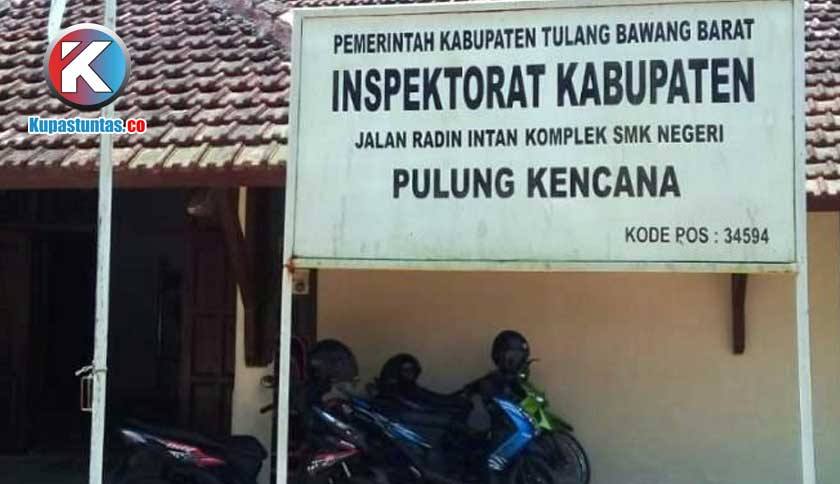 K
Kupastuntas.co
PEMERINTAH KABUPATEN TULANG BAWANG BARAT
INSPEKTORAT KABUPATEN
JALAN RADIN INTAN KOMPLEK SMK NEGERI
PULUNG KENCANA
KODE POS : 34594